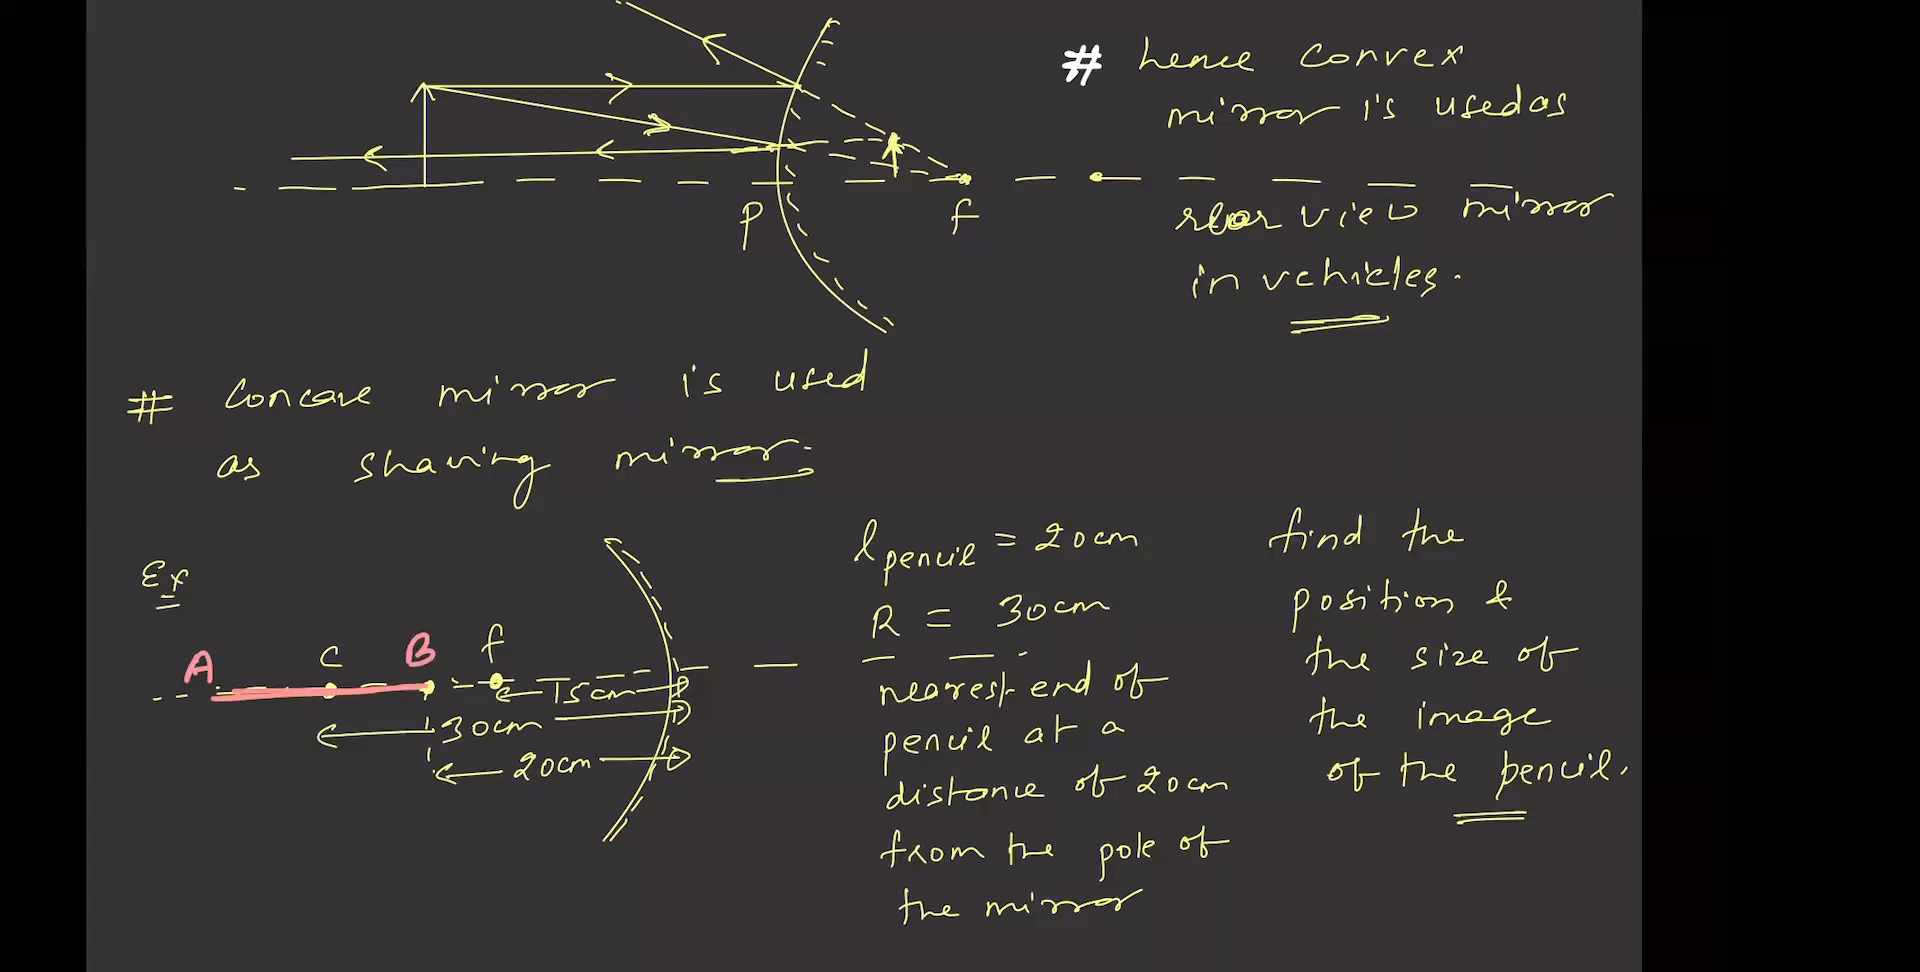 # hence convex
mirror is used as
rear view mirror
in vehicles.
P
f
# Concave mirror is used
as shaving mirror.
Ex
A C B f
15cm
30cm
20cm
l pencil = 20cm
R = 30cm
nearest end of
pencil at a
distance of 20cm
from the pole of
the mirror
find the
position &
the size of
the image
of the pencil.